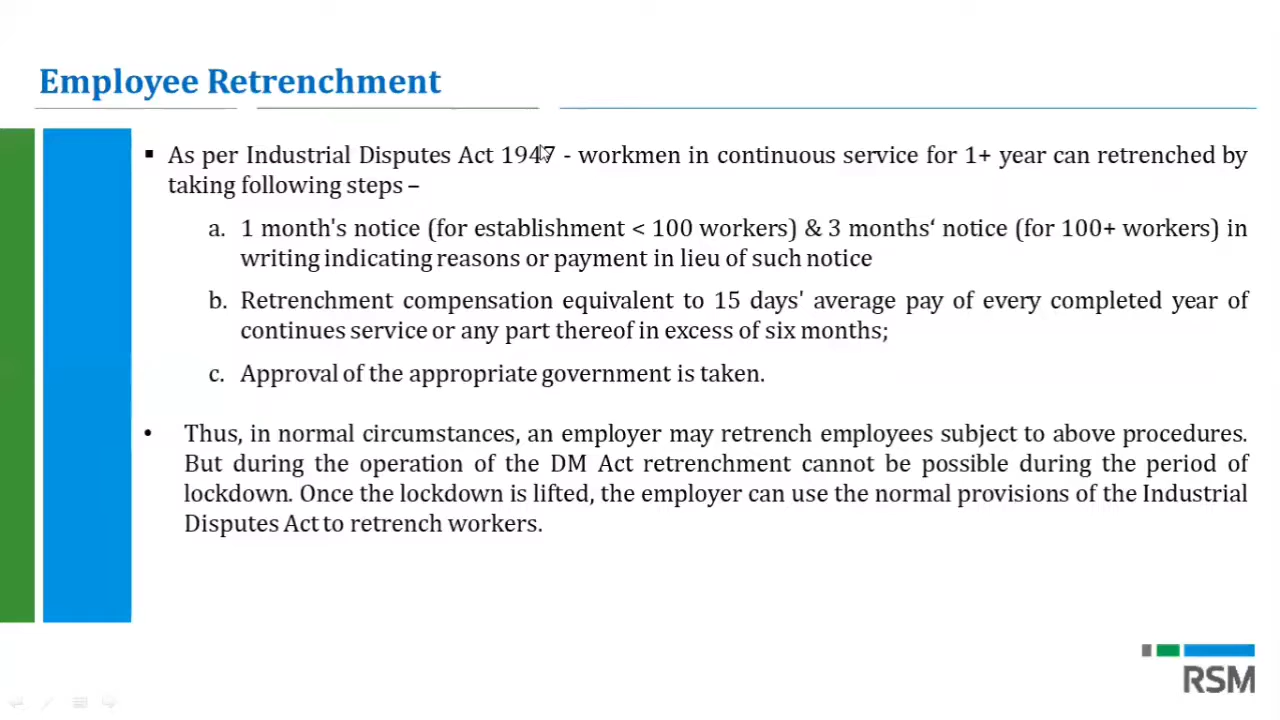 Employee Retrenchment
▪ As per Industrial Disputes Act 1947 - workmen in continuous service for 1+ year can retrenched by
taking following steps –
a. 1 month's notice (for establishment < 100 workers) & 3 months‘ notice (for 100+ workers) in
writing indicating reasons or payment in lieu of such notice
b. Retrenchment compensation equivalent to 15 days' average pay of every completed year of
continues service or any part thereof in excess of six months;
c. Approval of the appropriate government is taken.
• Thus, in normal circumstances, an employer may retrench employees subject to above procedures.
But during the operation of the DM Act retrenchment cannot be possible during the period of
lockdown. Once the lockdown is lifted, the employer can use the normal provisions of the Industrial
Disputes Act to retrench workers.
RSM